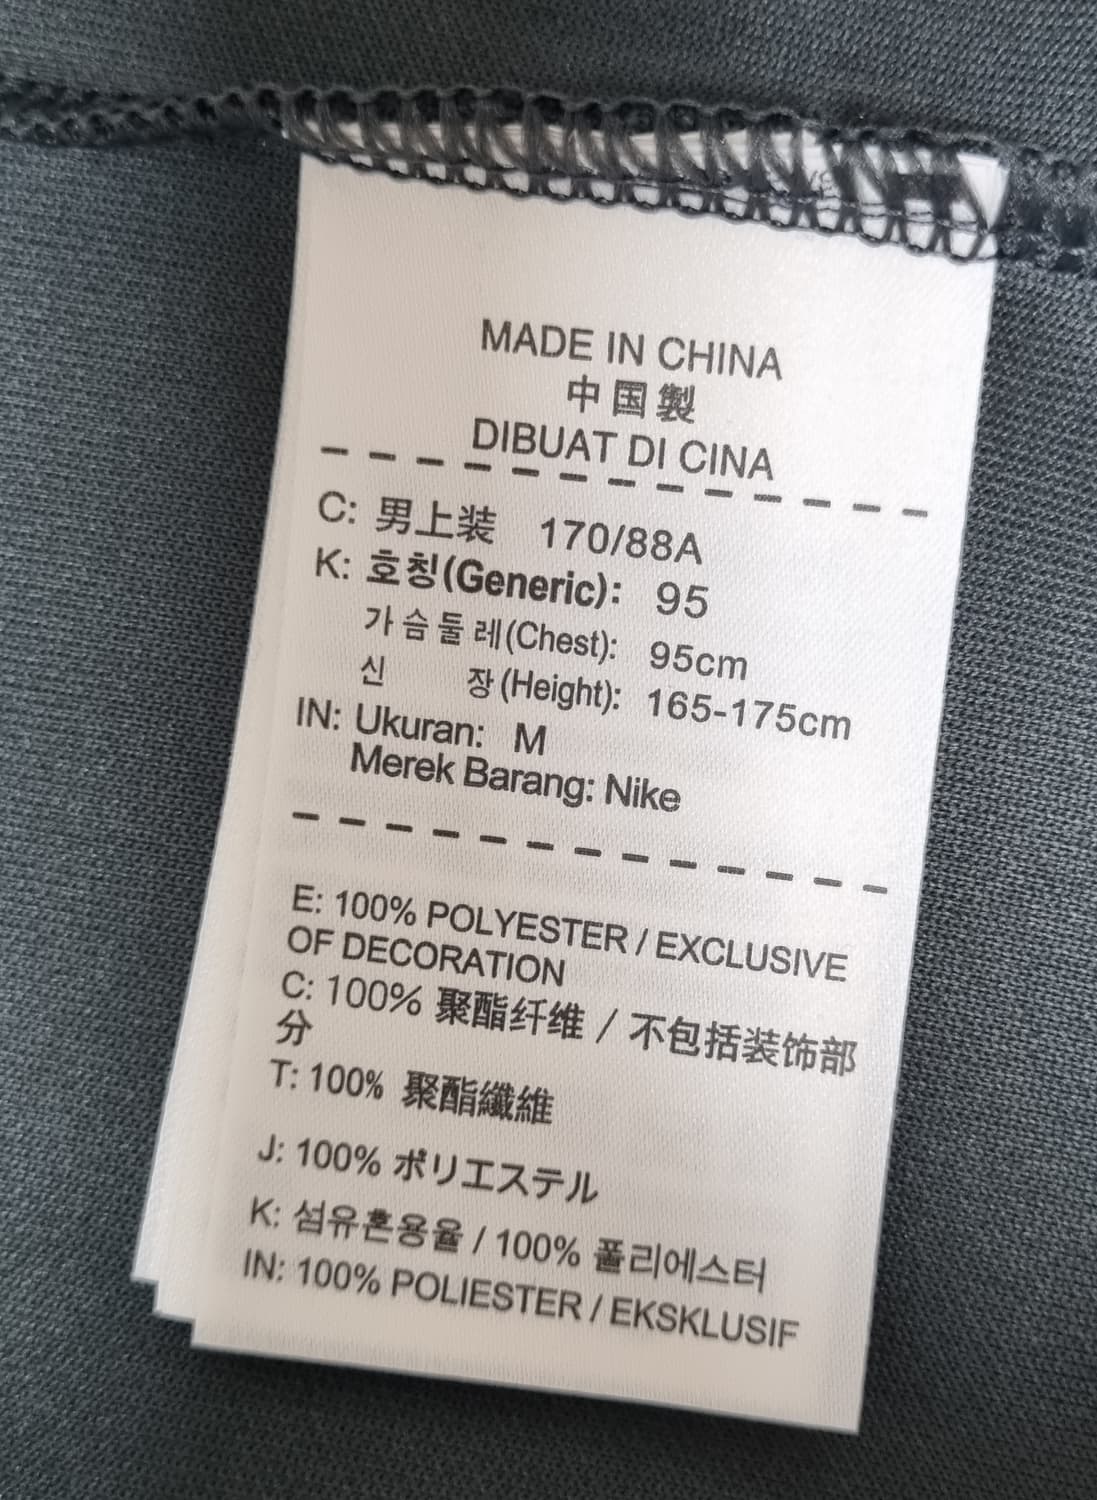 MADE IN CHINA
中国製
DIBUAT DI CINA
C: 男上装 170/88A
K: 호칭(Generic): 95
가슴둘레(Chest): 95cm
신 장(Height): 165-175cm
IN: Ukuran: M
Merek Barang: Nike
E: 100% POLYESTER / EXCLUSIVE
OF DECORATION
C: 100% 聚酯纤维 / 不包括装饰部
分
T: 100% 聚酯纖維
J: 100% ポリエステル
K: 섬유혼용율 / 100% 폴리에스터
IN: 100% POLIESTER / EKSKLUSIF